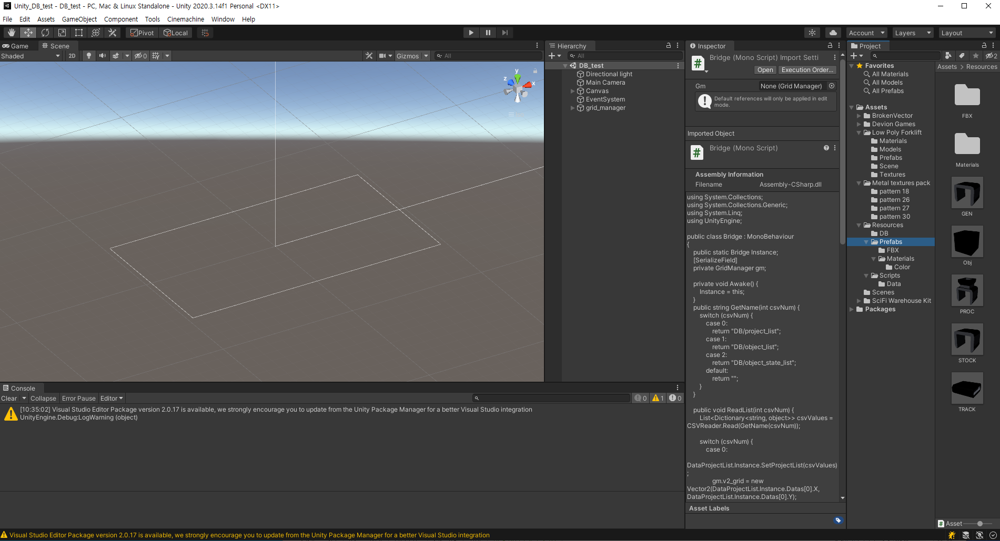 Unity_DB_test - DB_test - PC, Mac & Linux Standalone - Unity 2020.3.14f1 Personal <DX11>
File Edit Assets GameObject Component Tools Cinemachine Window Help
Pivot Local Account Layers Layout
Game Scene
Shaded 2D 0 Gizmos All
y
z
x
Hierarchy
All
DB_test
Directional light
Main Camera
Canvas
EventSystem
grid_manager
Inspector
Bridge (Mono Script) Import Setti
Open Execution Order...
Gm None (Grid Manager)
Default references will only be applied in edit
mode.
Imported Object
Bridge (Mono Script)
Assembly Information
Filename Assembly-CSharp.dll
using System.Collections;
using System.Collections.Generic;
using System.Linq;
using UnityEngine;
public class Bridge : MonoBehaviour
{
public static Bridge Instance;
[SerializeField]
private GridManager gm;
private void Awake() {
Instance = this;
}
public string GetName(int csvNum) {
switch (csvNum) {
case 0:
return "DB/project_list";
case 1:
return "DB/object_list";
case 2:
return "DB/object_state_list";
default:
return "";
}
}
public void ReadList(int csvNum) {
List<Dictionary<string, object>> csvValues =
CSVReader.Read(GetName(csvNum));
switch (csvNum) {
case 0:
DataProjectList.Instance.SetProjectList(csvValues)
;
gm.v2_grid = new
Vector2(DataProjectList.Instance.Datas[0].X,
DataProjectList.Instance.Datas[0].Y);
Asset Labels
Project
2
Favorites
All Materials
All Models
All Prefabs
Assets
BrokenVector
Devion Games
Low Poly Forklift
Materials
Models
Prefabs
Scene
Textures
Metal textures pack
pattern 18
pattern 26
pattern 27
pattern 30
Resources
DB
Prefabs
FBX
Materials
Color
Scripts
Data
Scenes
SciFi Warehouse Kit
Packages
Assets > Resources
FBX
Materials
GEN
Obj
PROC
STOCK
TRACK
Asset
Console
Clear Collapse Error Pause Editor 0 1 0
[10:35:02] Visual Studio Editor Package version 2.0.17 is available, we strongly encourage you to update from the Unity Package Manager for a better Visual Studio integration
UnityEngine.Debug:LogWarning (object)
Visual Studio Editor Package version 2.0.17 is available, we strongly encourage you to update from the Unity Package Manager for a better Visual Studio integration